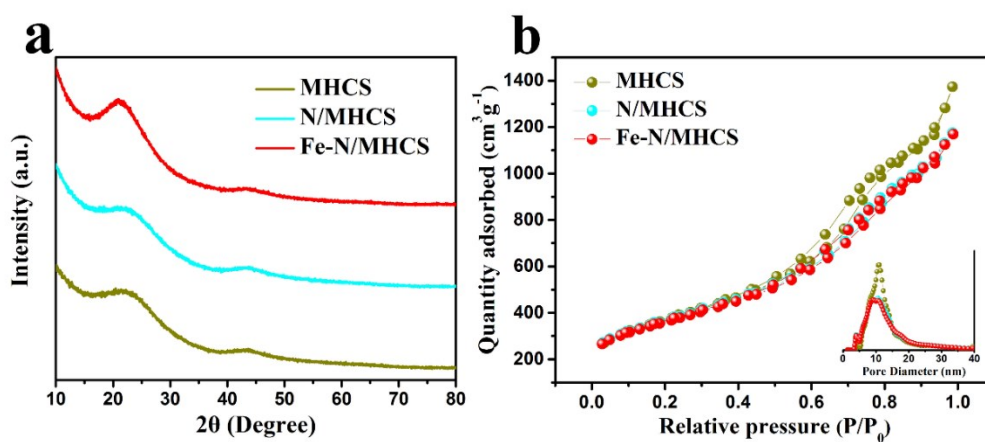 a
MHCS
N/MHCS
Fe-N/MHCS
Intensity (a.u.)
10 20 30 40 50 60 70 80
2θ (Degree)
b
MHCS
N/MHCS
Fe-N/MHCS
Quantity adsorbed (cm³g⁻¹)
1400
1200
1000
800
600
400
200
0 10 20 30 40
Pore Diameter (nm)
0.0 0.2 0.4 0.6 0.8 1.0
Relative pressure (P/P₀)